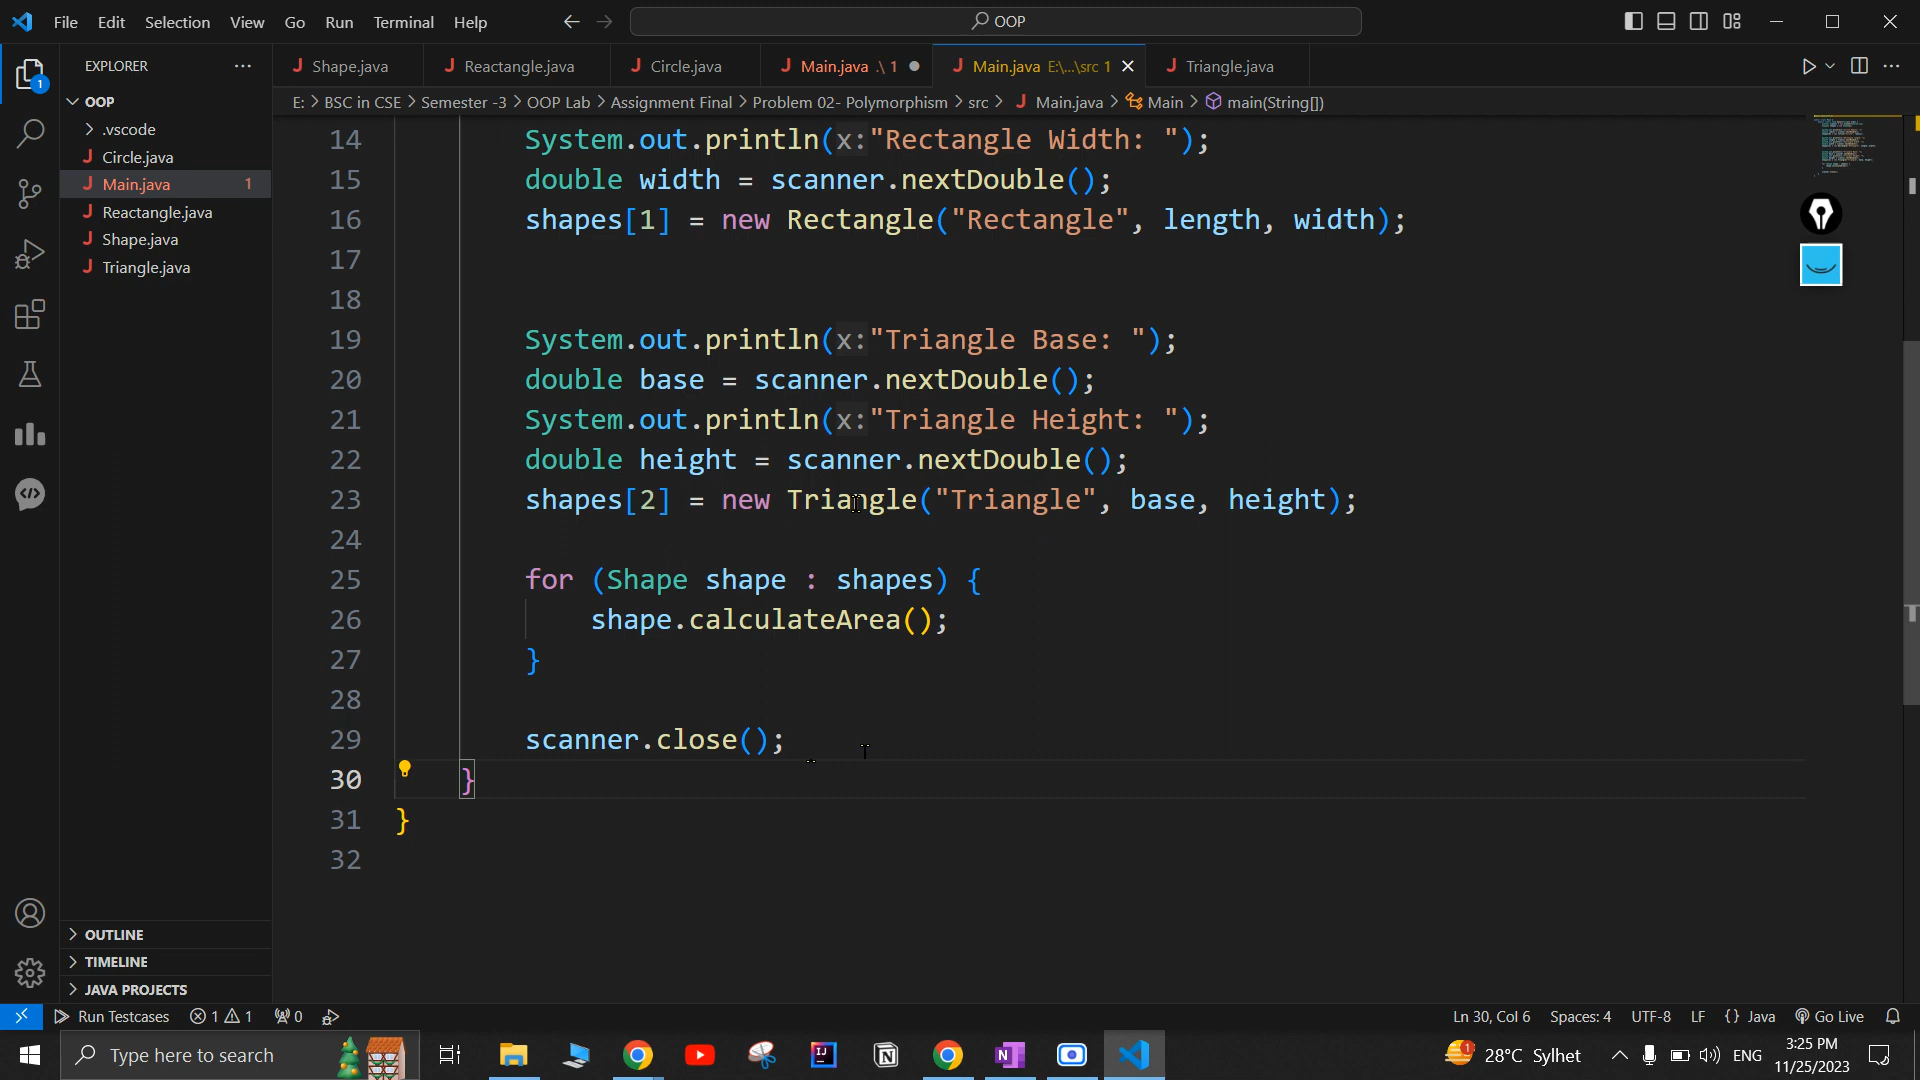 File Edit Selection View Go Run Terminal Help
OOP
EXPLORER
Shape.java
Reactangle.java
Circle.java
Main.java .\ 1
Main.java E:\...\src 1
Triangle.java
E: > BSC in CSE > Semester -3 > OOP Lab > Assignment Final > Problem 02- Polymorphism > src > Main.java > Main > main(String[])
OOP
.vscode
Circle.java
Main.java 1
Reactangle.java
Shape.java
Triangle.java
1
14 System.out.println(x:"Rectangle Width: ");
15 double width = scanner.nextDouble();
16 shapes[1] = new Rectangle("Rectangle", length, width);
17
18
19 System.out.println(x:"Triangle Base: ");
20 double base = scanner.nextDouble();
21 System.out.println(x:"Triangle Height: ");
22 double height = scanner.nextDouble();
23 shapes[2] = new Triangle("Triangle", base, height);
24
25 for (Shape shape : shapes) {
26 shape.calculateArea();
27 }
28
29 scanner.close();
30 }
31 }
32
OUTLINE
TIMELINE
JAVA PROJECTS
Run Testcases 1 1 0
Ln 30, Col 6 Spaces: 4 UTF-8 LF {} Java Go Live
Type here to search
1 28°C Sylhet ENG
3:25 PM
11/25/2023